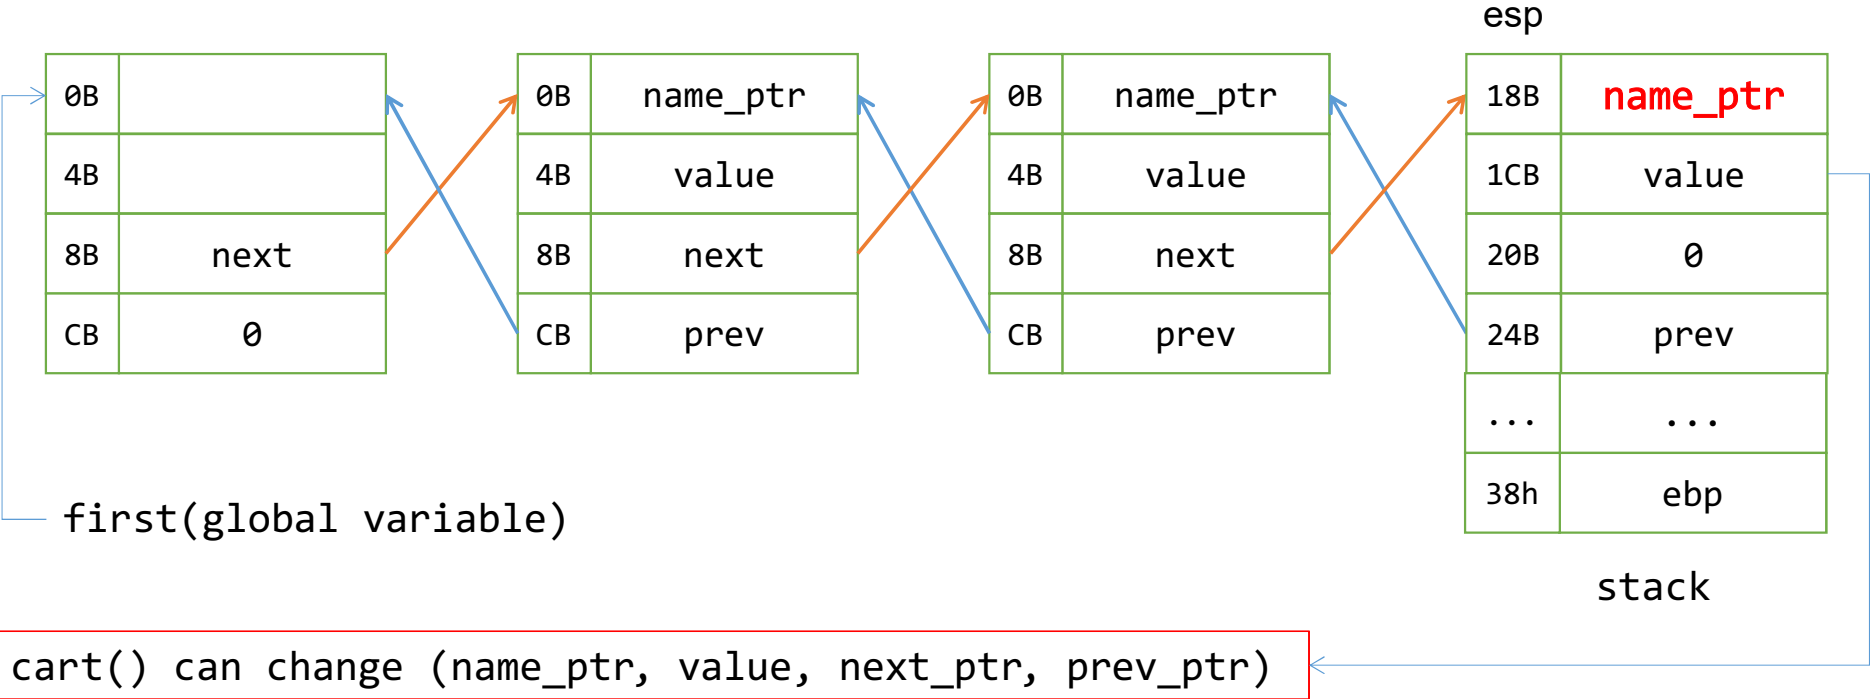 esp
0B
4B
8B next
CB 0
0B name_ptr
4B value
8B next
CB prev
0B name_ptr
4B value
8B next
CB prev
18B name_ptr
1CB value
20B 0
24B prev
... ...
38h ebp
first(global variable)
stack
cart() can change (name_ptr, value, next_ptr, prev_ptr)